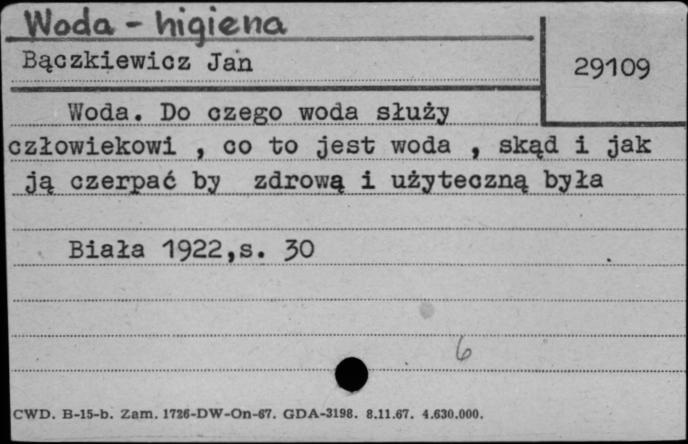 Woda - higiena
Bączkiewicz Jan
29109
Woda. Do czego woda służy
człowiekowi , co to jest woda , skąd i jak
ją czerpać by zdrową i użyteczną była
Biała 1922,s. 30
6
CWD. B-15-b. Zam. 1726-DW-On-67. GDA-3198. 8.11.67. 4.630.000.